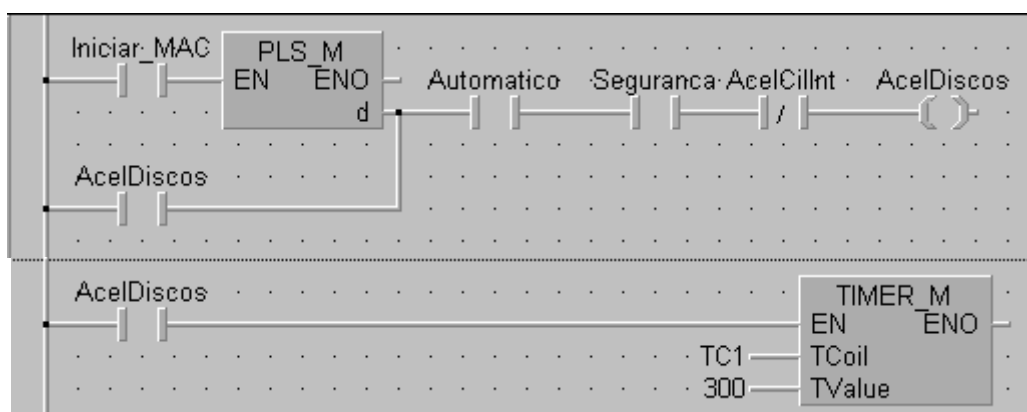 Iniciar_MAC
PLS_M
EN ENO
d
Automatico Seguranca AcelCilInt AcelDiscos
/
AcelDiscos
AcelDiscos
TIMER_M
EN ENO
TC1 TCoil
300 TValue